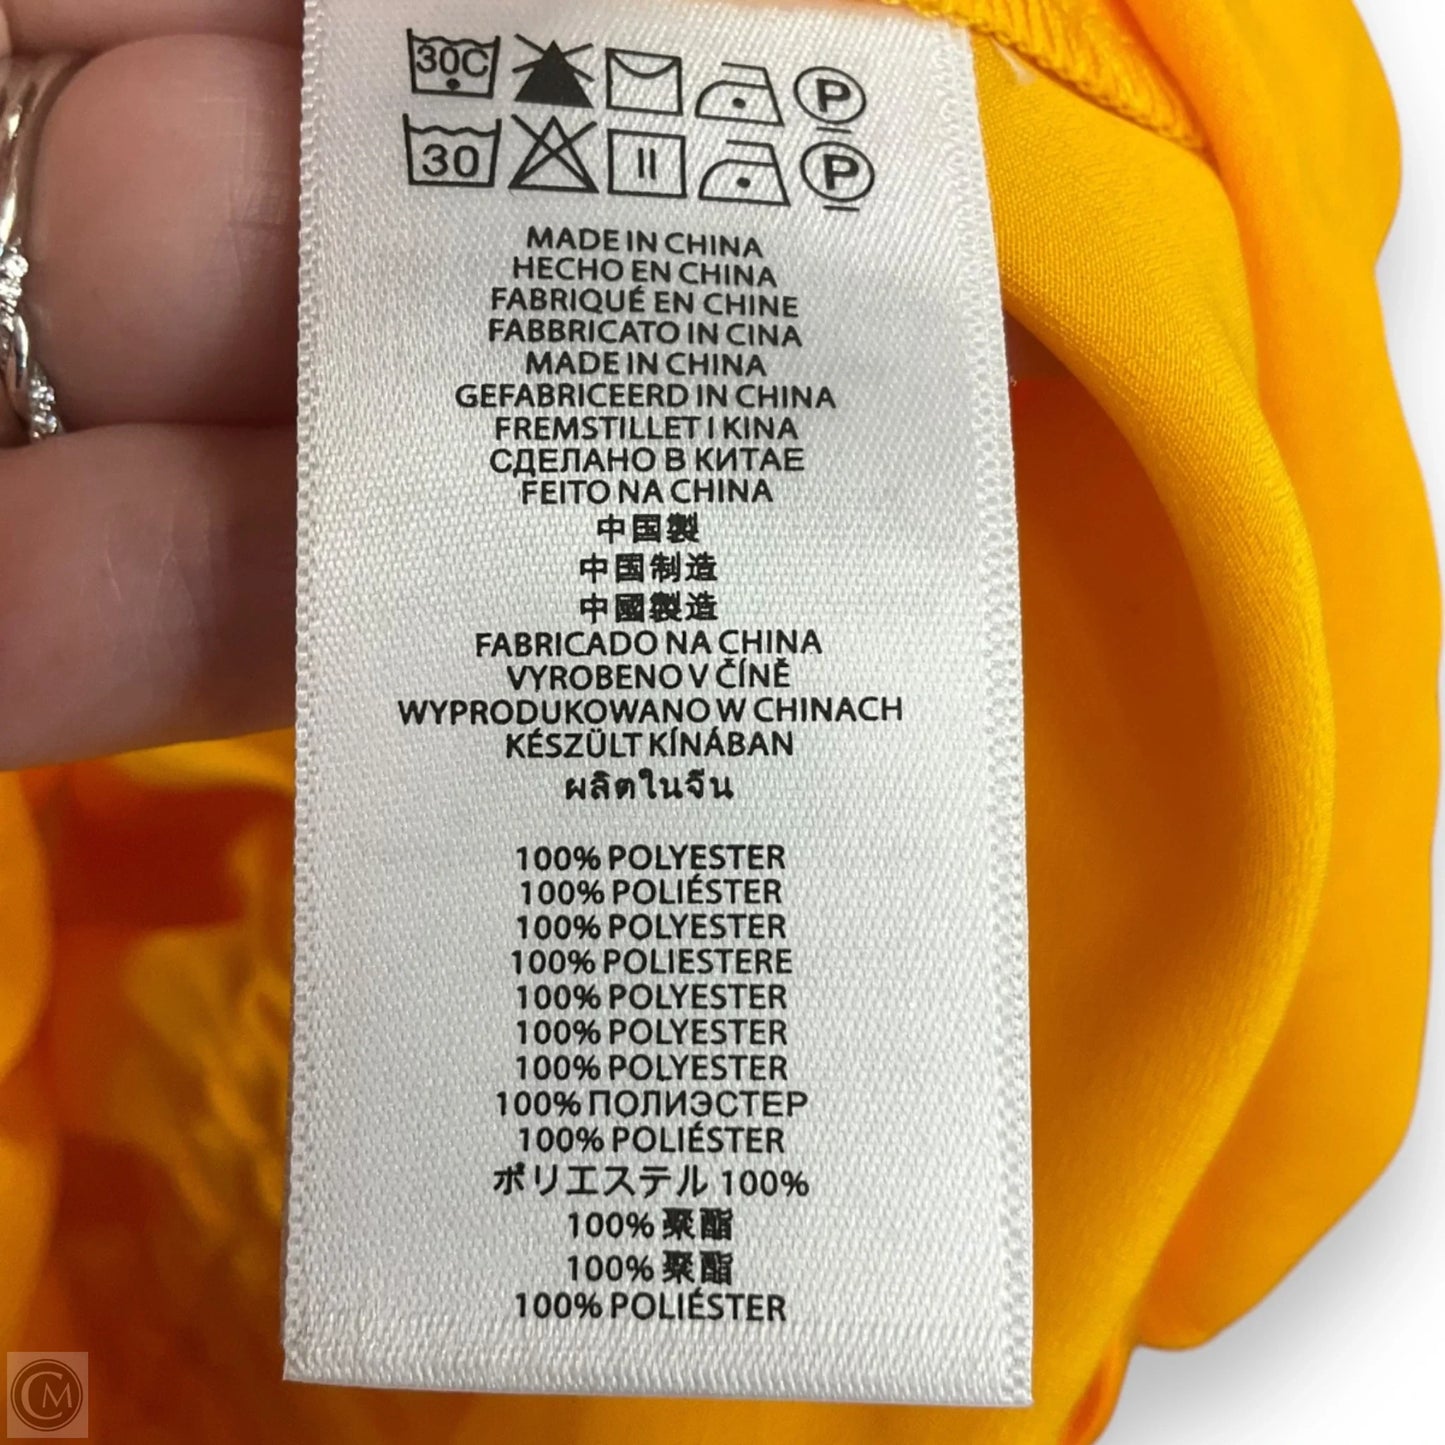 30C P
30 P
MADE IN CHINA
HECHO EN CHINA
FABRIQUÉ EN CHINE
FABBRICATO IN CINA
MADE IN CHINA
GEFABRICEERD IN CHINA
FREMSTILLET I KINA
СДЕЛАНО В КИТАЕ
FEITO NA CHINA
中国製
中国制造
中國製造
FABRICADO NA CHINA
VYROBENO V ČÍNĚ
WYPRODUKOWANO W CHINACH
KÉSZÜLT KÍNÁBAN
ผลิตในจีน
100% POLYESTER
100% POLIÉSTER
100% POLYESTER
100% POLIESTERE
100% POLYESTER
100% POLYESTER
100% POLYESTER
100% ПОЛИЭСТЕР
100% POLIÉSTER
ポリエステル 100%
100% 聚酯
100% 聚酯
100% POLIÉSTER
CM